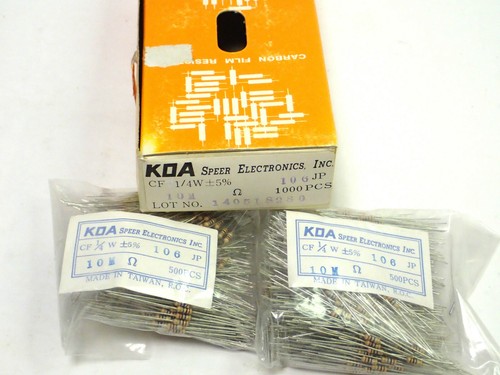 CARBON FILM
KOA SPEER ELECTRONICS, INC.
CF 1/4W ±5% 106 JP
10M Ω 1000 PCS
LOT NO.
KOA SPEER ELECTRONICS INC.
CF ¼ W ±5% 106 JP
10M Ω 500PCS
MADE IN TAIWAN, R.O.C.
KOA SPEER ELECTRONICS INC.
CF ¼ W ±5% 106 JP
10M Ω 500PCS
MADE IN TAIWAN, R.O.C.